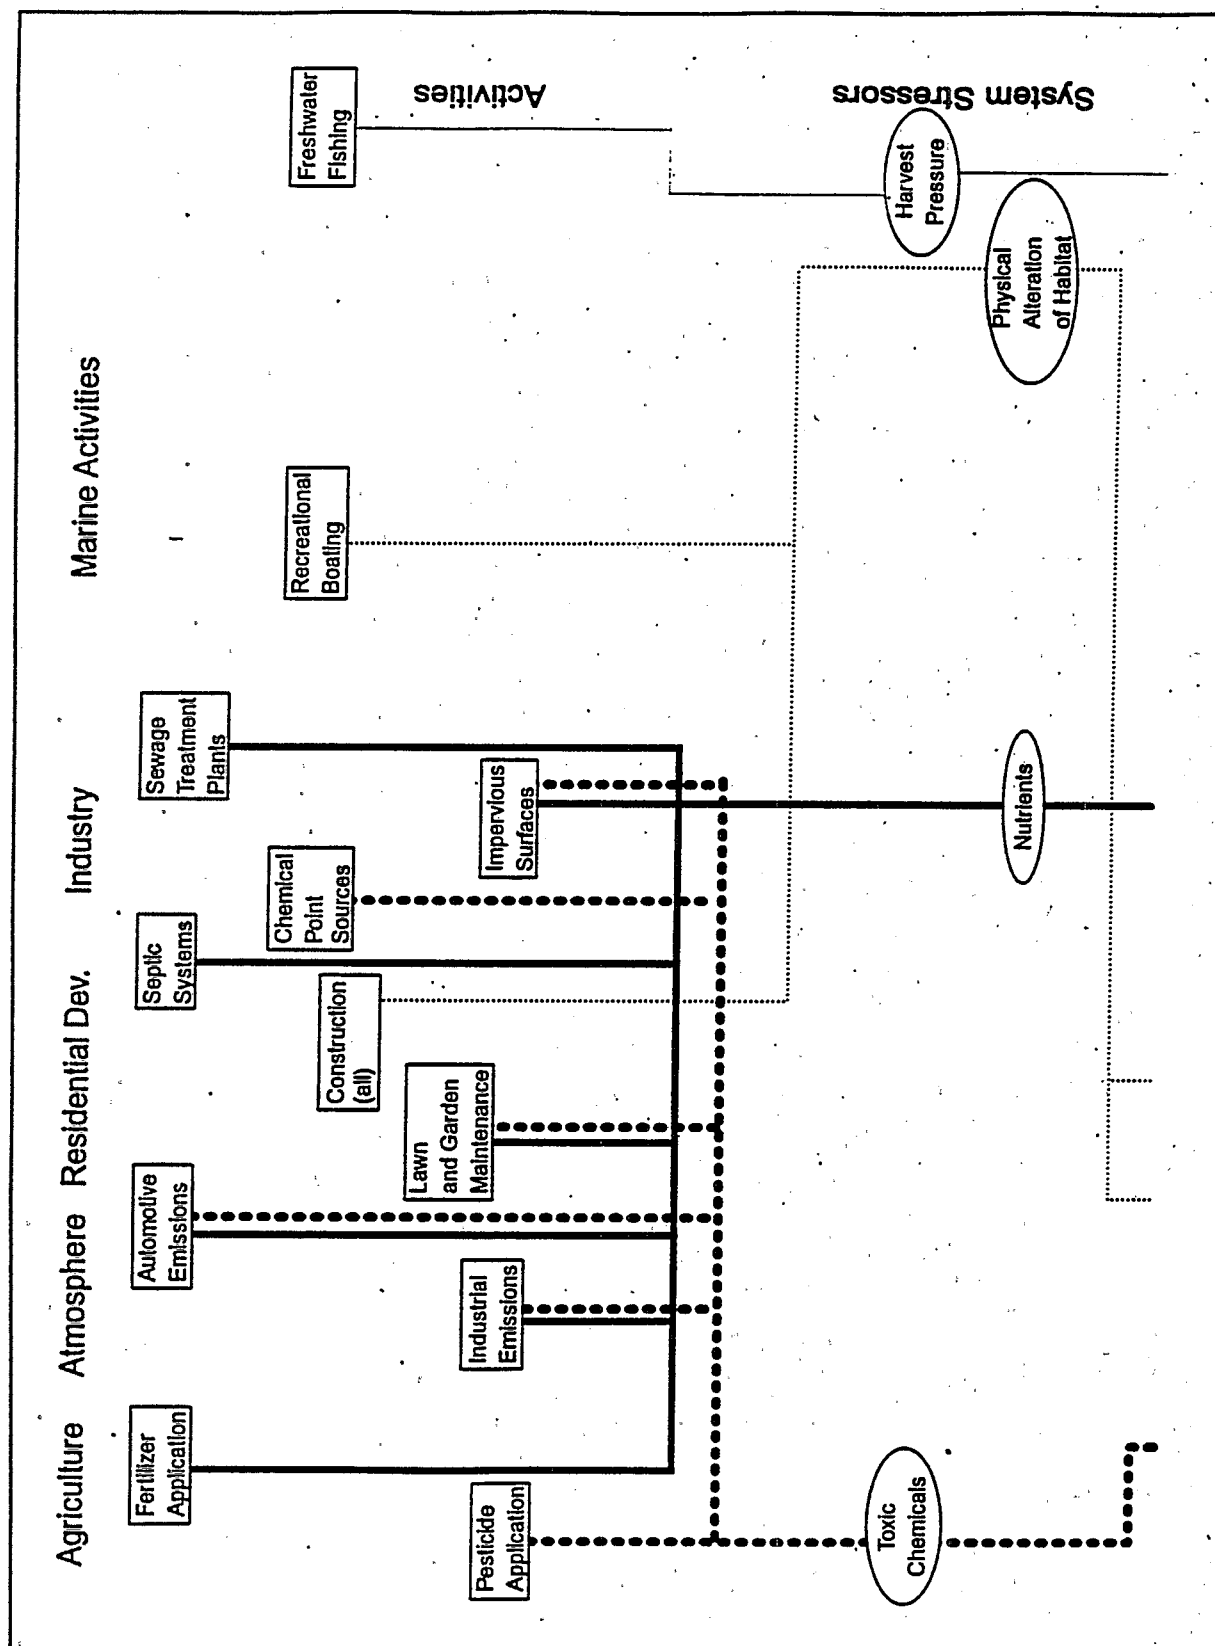 Agriculture
Atmosphere
Residential Dev.
Industry
Marine Activities
Fertilizer
Application
Automotive
Emissions
Septic
Systems
Sewage
Treatment
Plants
Chemical
Point
Sources
Recreational
Boating
Freshwater
Fishing
Construction
(all)
Lawn
and Garden
Maintenance
Industrial
Emissions
Pesticide
Application
Impervious
Surfaces
Activities
Toxic
Chemicals
Nutrients
Harvest
Pressure
Physical
Alteration
of Habitat
System Stressors